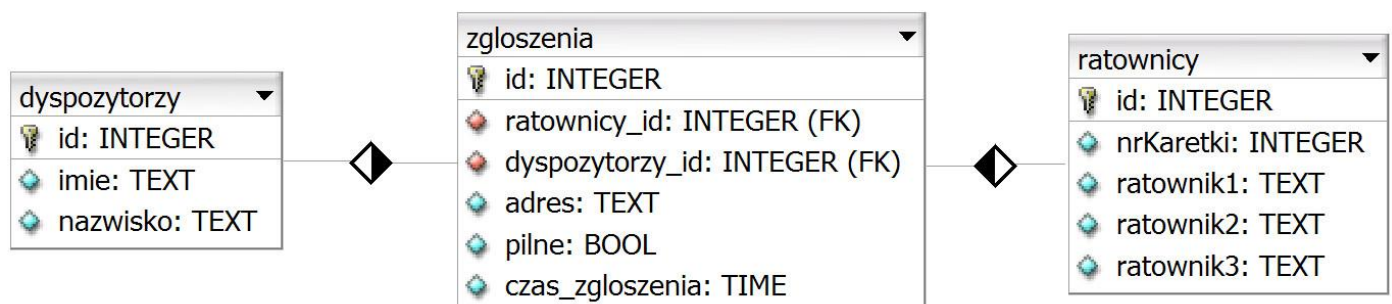 dyspozytorzy
id: INTEGER
imie: TEXT
nazwisko: TEXT
zgloszenia
id: INTEGER
ratownicy_id: INTEGER (FK)
dyspozytorzy_id: INTEGER (FK)
adres: TEXT
pilne: BOOL
czas_zgloszenia: TIME
ratownicy
id: INTEGER
nrKaretki: INTEGER
ratownik1: TEXT
ratownik2: TEXT
ratownik3: TEXT